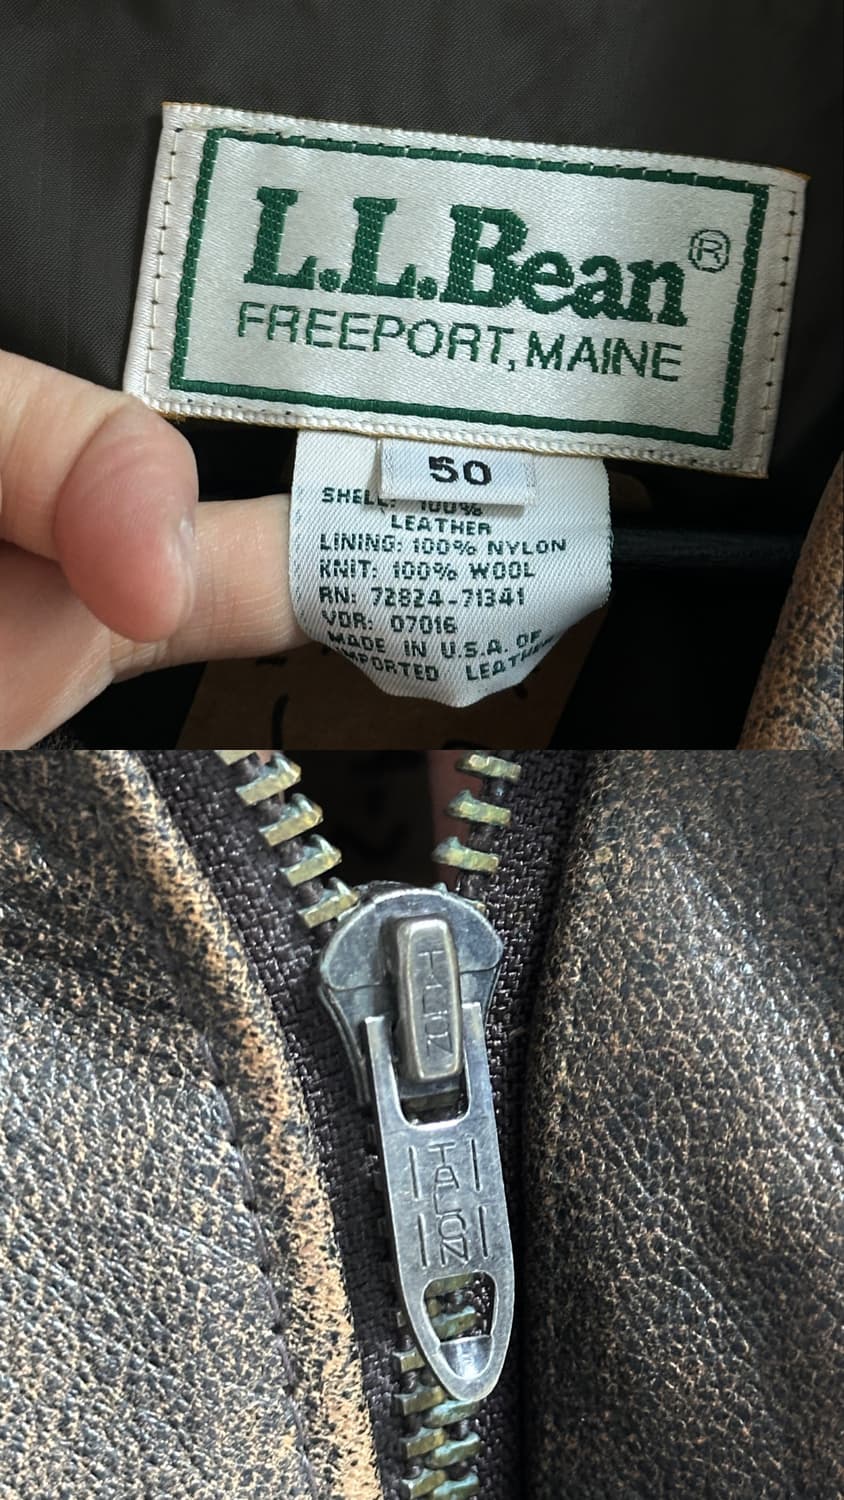 L.L.Bean®
FREEPORT, MAINE
50
SHELL: 100%
LEATHER
LINING: 100% NYLON
KNIT: 100% WOOL
RN: 72824-71341
VDR: 07016
MADE IN U.S.A. OF
IMPORTED LEATHER
TALON
TALON